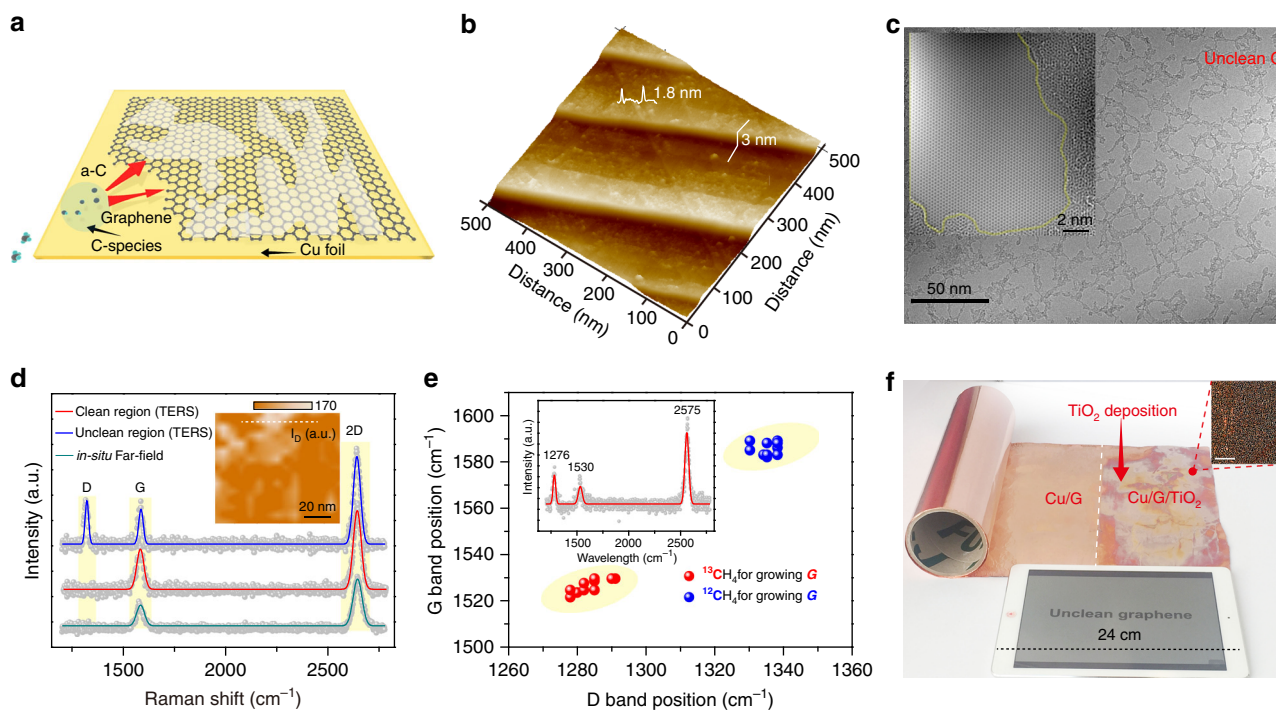 a
a-C
Graphene
C-species
Cu foil
b
1.8 nm
3 nm
500
400
300
200
100
0
Distance (nm)
0
100
200
300
400
500
Distance (nm)
c
Unclean
2 nm
50 nm
d
170
Clean region (TERS)
Unclean region (TERS)
in-situ Far-field
I_D (a.u.)
2D
D
G
20 nm
Intensity (a.u.)
1500
2000
2500
Raman shift (cm⁻¹)
e
1600
1580
1560
1540
1520
1500
G band position (cm⁻¹)
2575
1276
1530
Intensity (a.u.)
1500
2000
2500
Wavelength (cm⁻¹)
¹³CH₄for growing G
¹²CH₄for growing G
1260
1280
1300
1320
1340
1360
D band position (cm⁻¹)
f
TiO₂ deposition
Cu/G
Cu/G/TiO₂
Unclean graphene
24 cm